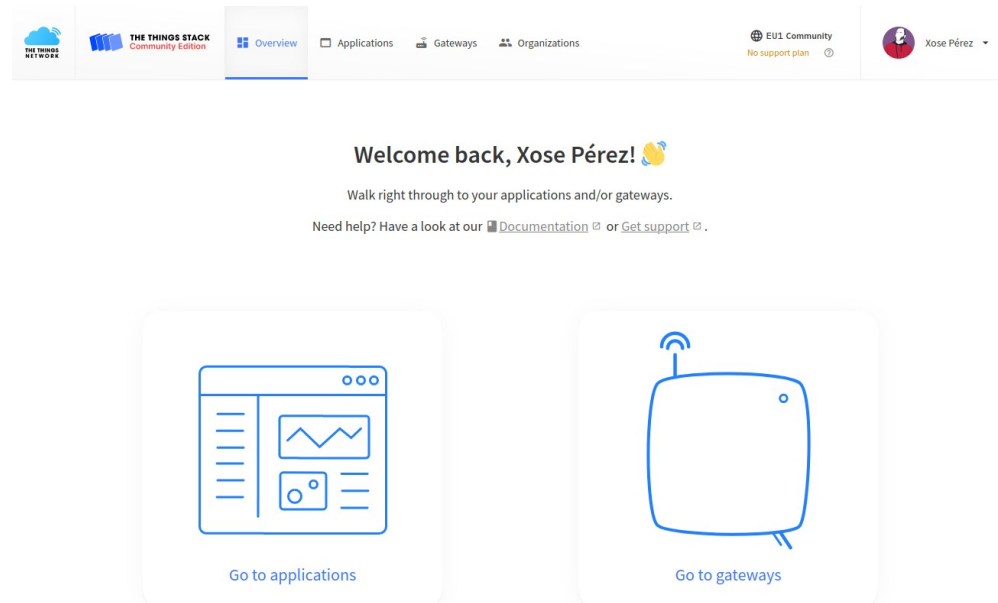 THE THINGS
NETWORK
THE THINGS STACK
Community Edition
Overview
Applications
Gateways
Organizations
EU1 Community
No support plan
Xose Pérez
Welcome back, Xose Pérez! 👋
Walk right through to your applications and/or gateways.
Need help? Have a look at our Documentation or Get support .
Go to applications
Go to gateways